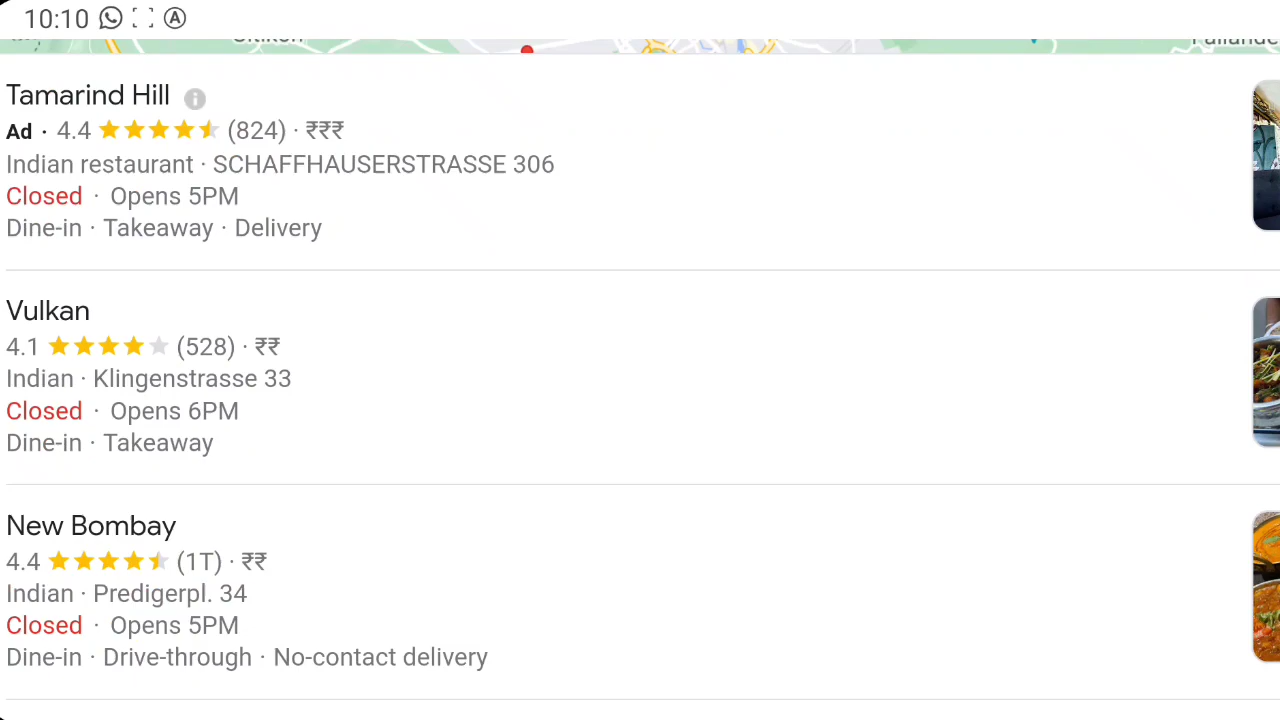 10:10
Tamarind Hill
Ad · 4.4 (824) · ₹₹₹
Indian restaurant · SCHAFFHAUSERSTRASSE 306
Closed · Opens 5PM
Dine-in · Takeaway · Delivery
Vulkan
4.1 (528) · ₹₹
Indian · Klingenstrasse 33
Closed · Opens 6PM
Dine-in · Takeaway
New Bombay
4.4 (1T) · ₹₹
Indian · Predigerpl. 34
Closed · Opens 5PM
Dine-in · Drive-through · No-contact delivery